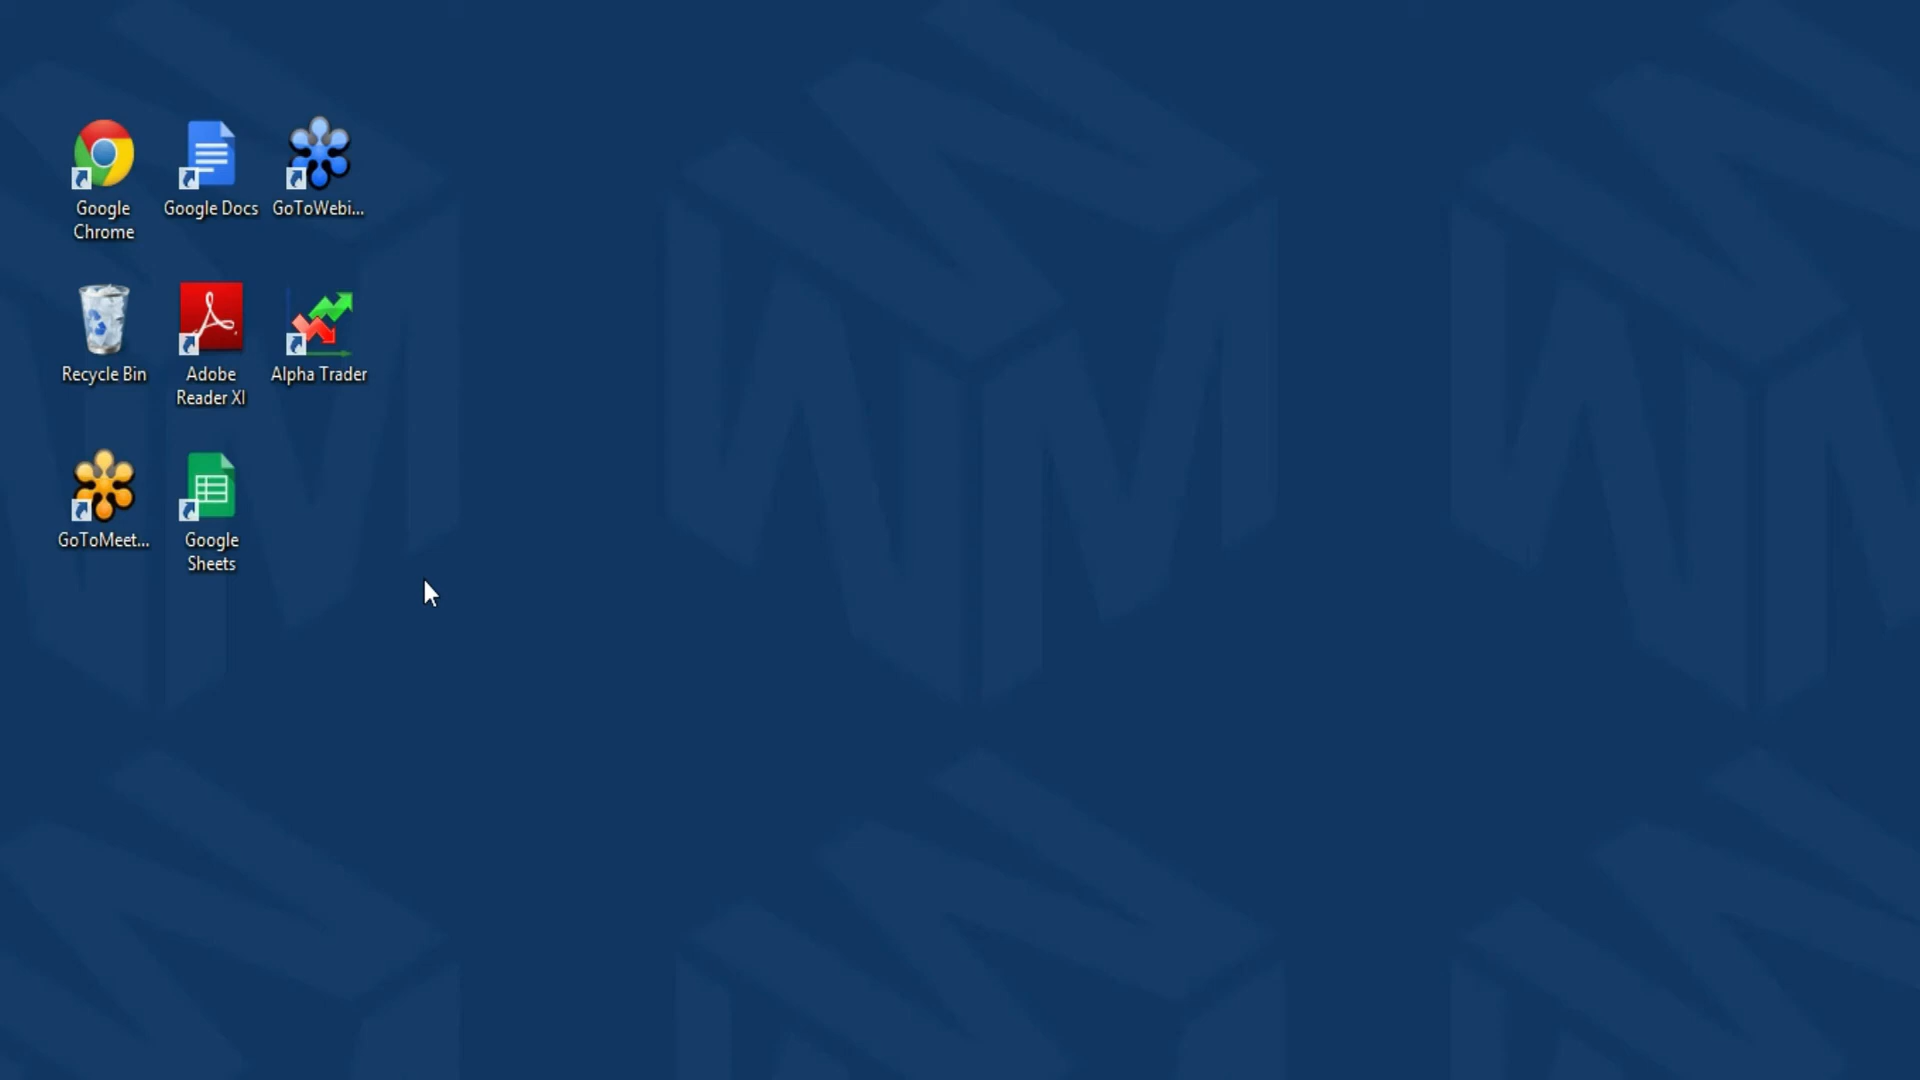 Google
Chrome
Google Docs
GoToWebi...
Recycle Bin
Adobe
Reader XI
Alpha Trader
GoToMeet...
Google
Sheets